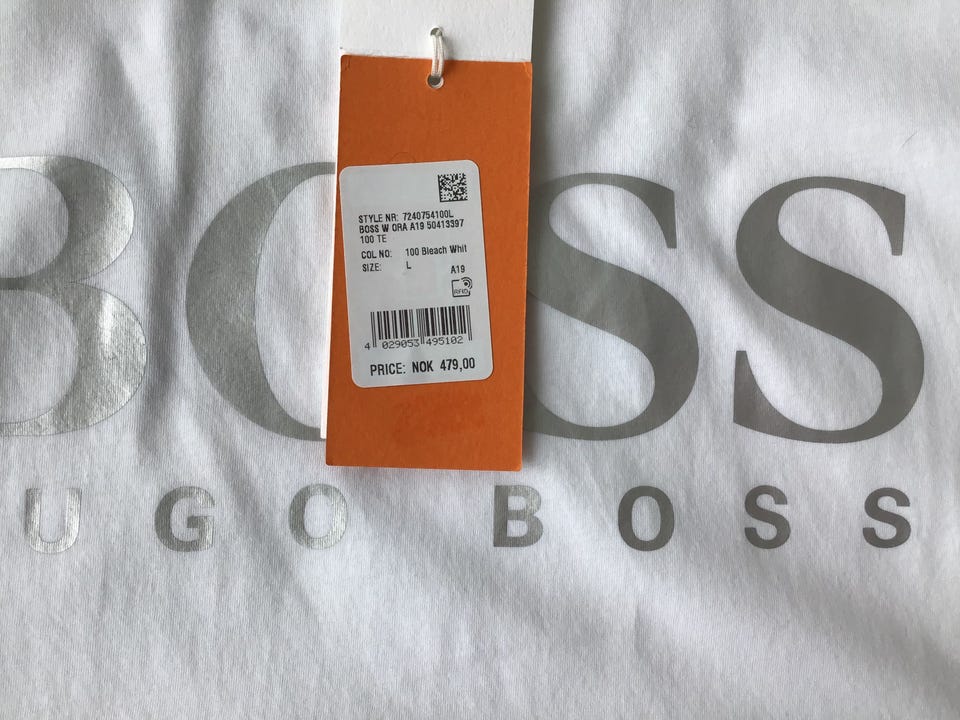 BOSS
UGO BOSS
STYLE NR: 7240754100L
BOSS W ORA A19 50413397
100 TE
COL NO: 100 Bleach Whit
SIZE: L
A19
RFID
4 029053 495102
PRICE: NOK 479,00